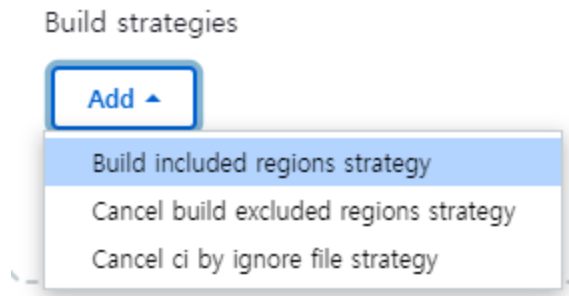 Build strategies
Add
Build included regions strategy
Cancel build excluded regions strategy
Cancel ci by ignore file strategy